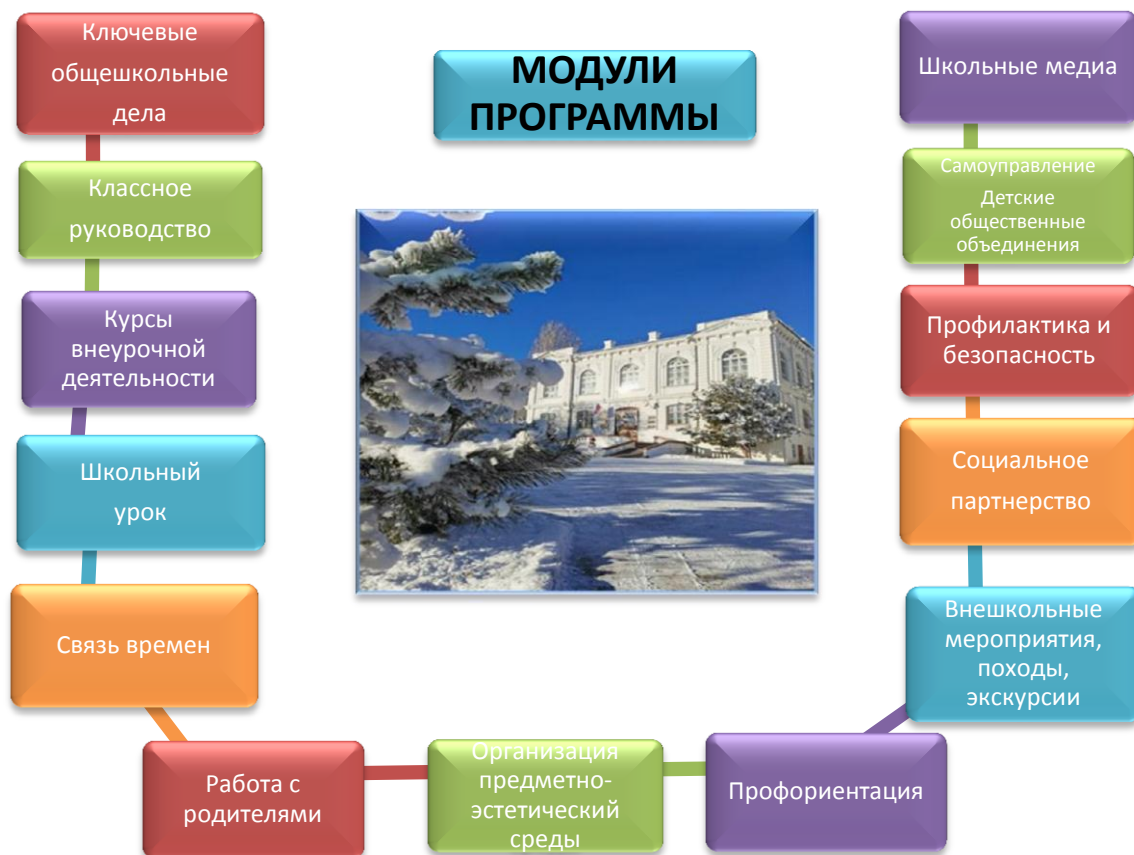 МОДУЛИ
ПРОГРАММЫ
Ключевые
общешкольные
дела
Классное
руководство
Курсы
внеурочной
деятельности
Школьный
урок
Связь времен
Работа с
родителями
Организация
предметно-
эстетический
среды
Профориентация
Внешкольные
мероприятия,
походы,
экскурсии
Социальное
партнерство
Профилактика и
безопасность
Самоуправление
Детские
общественные
объединения
Школьные медиа